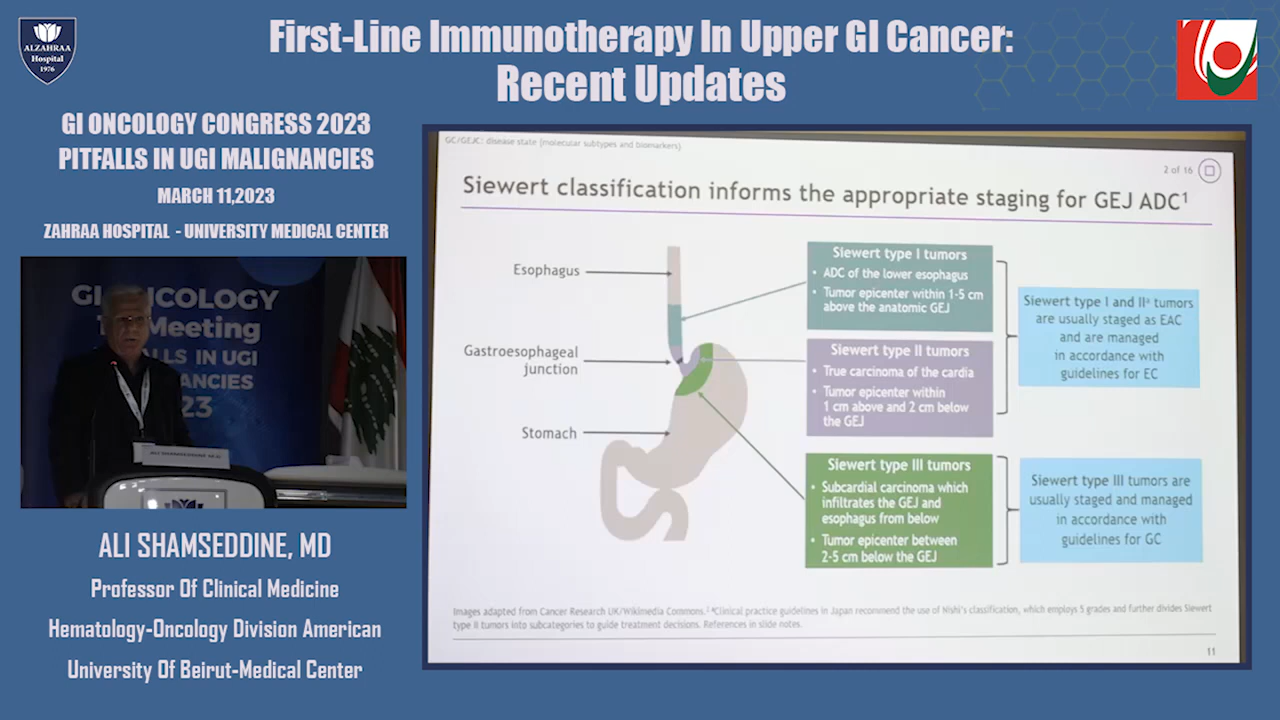 ALZAHRAA
Hospital
1976
First-Line Immunotherapy In Upper GI Cancer:
Recent Updates
GI ONCOLOGY CONGRESS 2023
PITFALLS IN UGI MALIGNANCIES
MARCH 11,2023
ZAHRAA HOSPITAL - UNIVERSITY MEDICAL CENTER
GI ONCOLOGY
Meeting
ALLS IN UGI
NANCIES
23
ALI SHAMSEDDINE, M.D
ALI SHAMSEDDINE, MD
Professor Of Clinical Medicine
Hematology-Oncology Division American
University Of Beirut-Medical Center
GC/GEJC: disease state (molecular subtypes and biomarkers)
2 of 16
Siewert classification informs the appropriate staging for GEJ ADC1
Esophagus
Gastroesophageal
junction
Stomach
Siewert type I tumors
• ADC of the lower esophagus
• Tumor epicenter within 1-5 cm
above the anatomic GEJ
Siewert type II tumors
• True carcinoma of the cardia
• Tumor epicenter within
1 cm above and 2 cm below
the GEJ
Siewert type III tumors
• Subcardial carcinoma which
infiltrates the GEJ and
esophagus from below
• Tumor epicenter between
2-5 cm below the GEJ
Siewert type I and IIa tumors
are usually staged as EAC
and are managed
in accordance with
guidelines for EC
Siewert type III tumors are
usually staged and managed
in accordance with
guidelines for GC
Images adapted from Cancer Research UK/Wikimedia Commons.2 aClinical practice guidelines in Japan recommend the use of Nishi's classification, which employs 5 grades and further divides Siewert
type II tumors into subcategories to guide treatment decisions. References in slide notes.
11